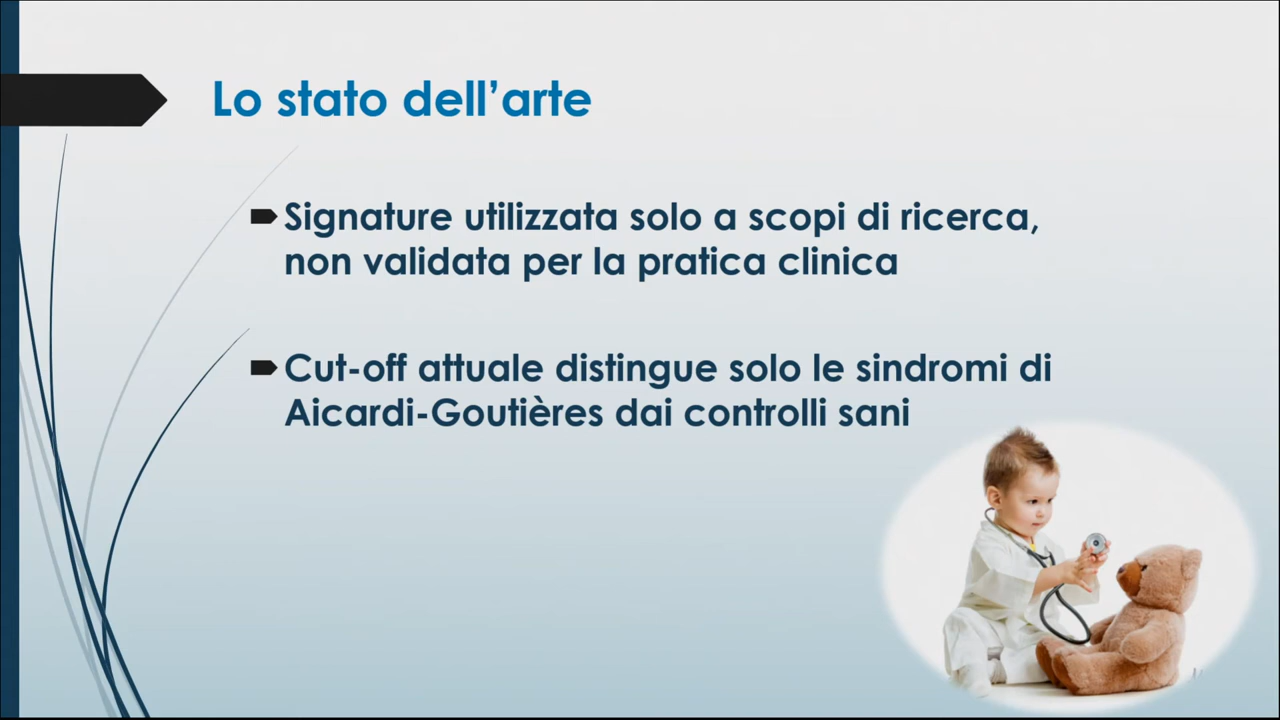 Lo stato dell’arte
Signature utilizzata solo a scopi di ricerca,
non validata per la pratica clinica
Cut-off attuale distingue solo le sindromi di
Aicardi-Goutières dai controlli sani